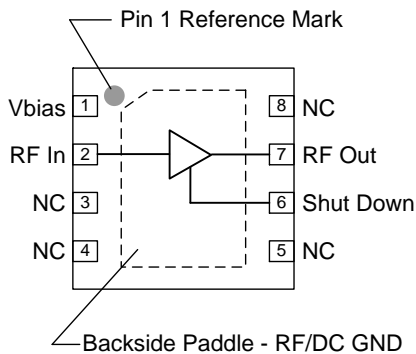 Pin 1 Reference Mark
Vbias 1 8 NC
RF In 2 7 RF Out
NC 3 6 Shut Down
NC 4 5 NC
Backside Paddle - RF/DC GND